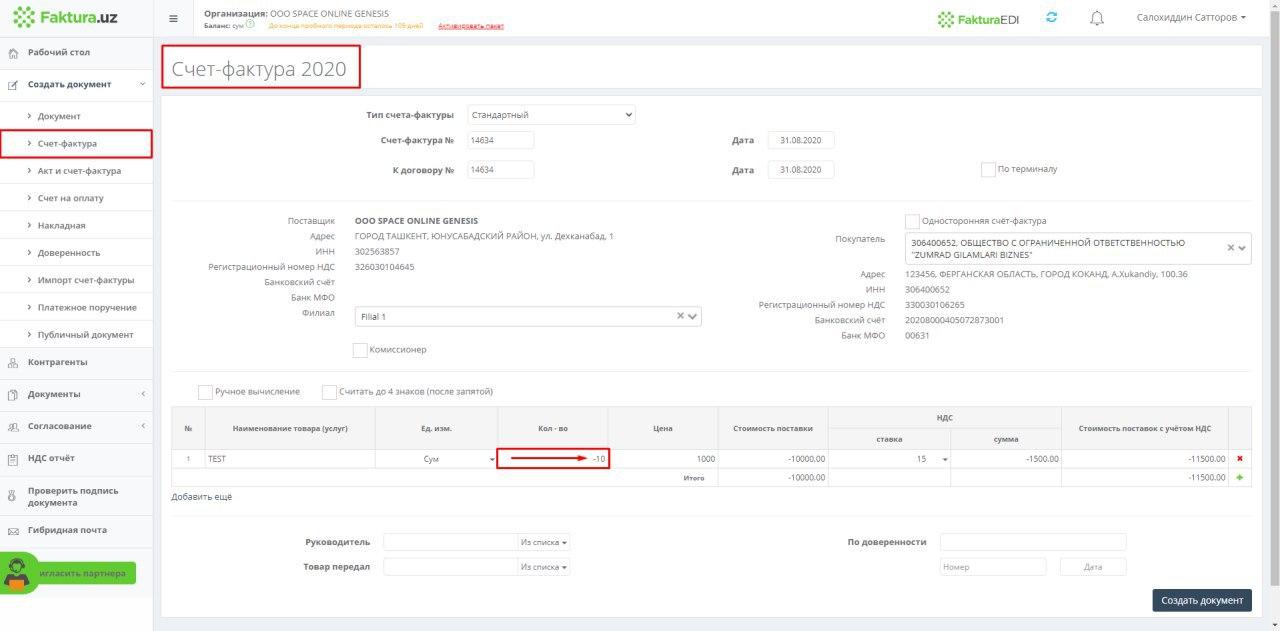 Faktura.uz
Организация: ООО SPACE ONLINE GENESIS
Баланс: сум До конца пробного периода осталось 109 дней Активировать пакет
FakturaEDI
Салохиддин Сатторов
Рабочий стол
Создать документ
Документ
Счет-фактура
Акт и счет-фактура
Счет на оплату
Накладная
Доверенность
Импорт счет-фактуры
Платежное поручение
Публичный документ
Контрагенты
Документы
Согласование
НДС отчёт
Проверить подпись
документа
Гибридная почта
игласить партнера
Счет-фактура 2020
Тип счета-фактуры Стандартный
Счет-фактура № 14634 Дата 31.08.2020
К договору № 14634 Дата 31.08.2020 По терминалу
Поставщик ООО SPACE ONLINE GENESIS
Адрес ГОРОД ТАШКЕНТ, ЮНУСАБАДСКИЙ РАЙОН, ул. Дехканабад, 1
ИНН 302563857
Регистрационный номер НДС 326030104645
Банковский счёт
Банк МФО
Филиал Filial 1
Комиссионер
Односторонняя счёт-фактура
Покупатель 306400652, ОБЩЕСТВО С ОГРАНИЧЕННОЙ ОТВЕТСТВЕННОСТЬЮ
"ZUMRAD GILAMLARI BIZNES"
Адрес 123456, ФЕРГАНСКАЯ ОБЛАСТЬ, ГОРОД КОКАНД, A.Xukandiy, 100.36
ИНН 306400652
Регистрационный номер НДС 330030106265
Банковский счёт 20208000405072873001
Банк МФО 00631
Ручное вычисление Считать до 4 знаков (после запятой)
№ Наименование товара (услуг) Ед. изм. Кол - во Цена Стоимость поставки НДС Стоимость поставок с учётом НДС
ставка сумма
1 TEST Сум -10 1000 -10000.00 15 -1500.00 -11500.00
Итого -10000.00 -11500.00
Добавить ещё
Руководитель Из списка По доверенности
Товар передал Из списка Номер Дата
Создать документ